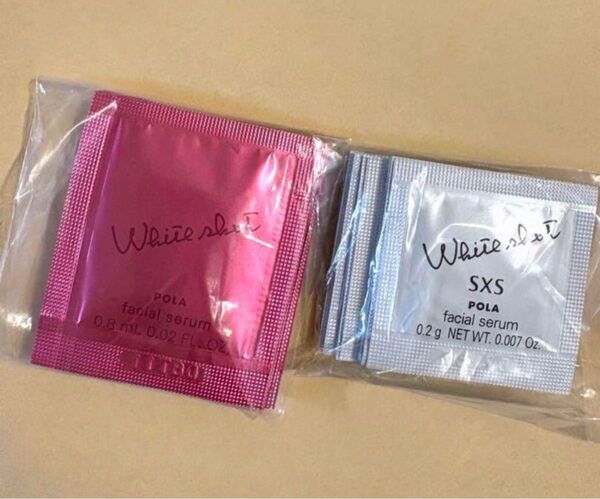 White shot
POLA
facial serum
0.8 mL 0.02 FL. Oz.
White shot
SXS
POLA
facial serum
0.2 g NET WT. 0.007 Oz.